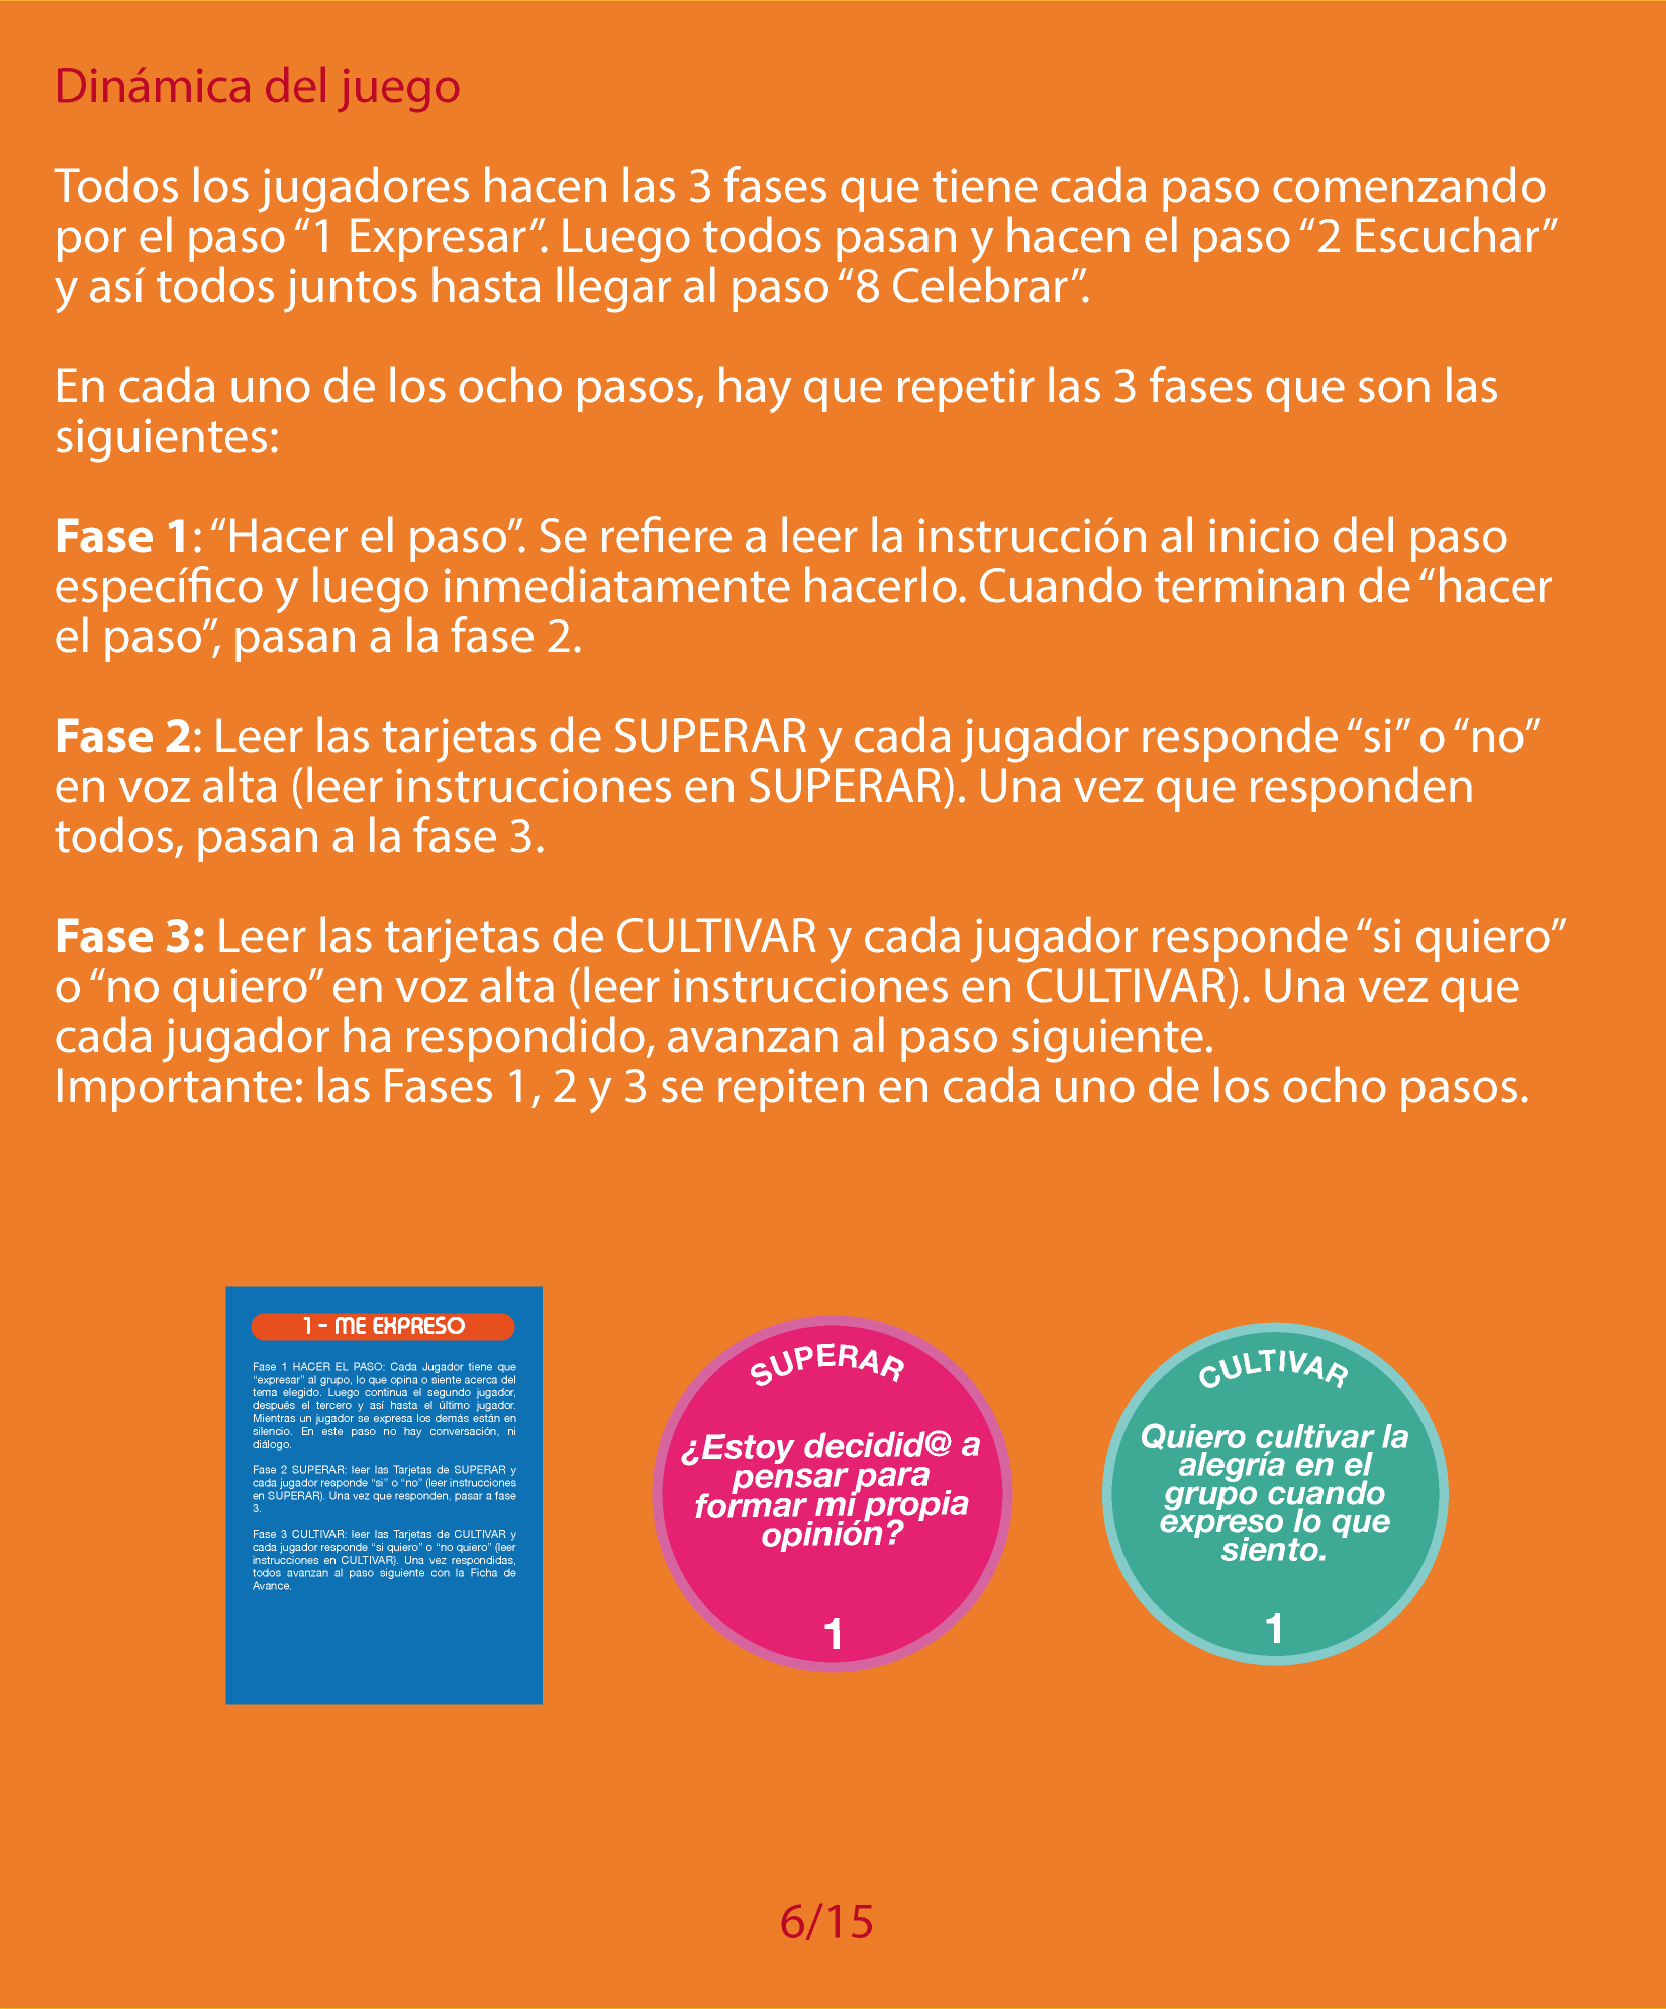 Dinámica del juego
Todos los jugadores hacen las 3 fases que tiene cada paso comenzando
por el paso “1 Expresar”. Luego todos pasan y hacen el paso “2 Escuchar”
y así todos juntos hasta llegar al paso “8 Celebrar”.
En cada uno de los ocho pasos, hay que repetir las 3 fases que son las
siguientes:
Fase 1: “Hacer el paso”. Se refiere a leer la instrucción al inicio del paso
específico y luego inmediatamente hacerlo. Cuando terminan de “hacer
el paso”, pasan a la fase 2.
Fase 2: Leer las tarjetas de SUPERAR y cada jugador responde “si” o “no”
en voz alta (leer instrucciones en SUPERAR). Una vez que responden
todos, pasan a la fase 3.
Fase 3: Leer las tarjetas de CULTIVAR y cada jugador responde “si quiero”
o “no quiero” en voz alta (leer instrucciones en CULTIVAR). Una vez que
cada jugador ha respondido, avanzan al paso siguiente.
Importante: las Fases 1, 2 y 3 se repiten en cada uno de los ocho pasos.
1 - ME EXPRESO
Fase 1 HACER EL PASO: Cada Jugador tiene que
“expresar” al grupo, lo que opina o siente acerca del
tema elegido. Luego continua el segundo jugador,
después el tercero y así hasta el último jugador.
Mientras un jugador se expresa los demás están en
silencio. En este paso no hay conversación, ni
diálogo.
Fase 2 SUPERAR: leer las Tarjetas de SUPERAR y
cada jugador responde “si” o “no” (leer instrucciones
en SUPERAR). Una vez que responden, pasar a fase
3.
Fase 3 CULTIVAR: leer las Tarjetas de CULTIVAR y
cada jugador responde “si quiero” o “no quiero” (leer
instrucciones en CULTIVAR). Una vez respondidas,
todos avanzan al paso siguiente con la Ficha de
Avance.
SUPERAR
¿Estoy decidid@ a
pensar para
formar mi propia
opinión?
1
CULTIVAR
Quiero cultivar la
alegría en el
grupo cuando
expreso lo que
siento.
1
6/15